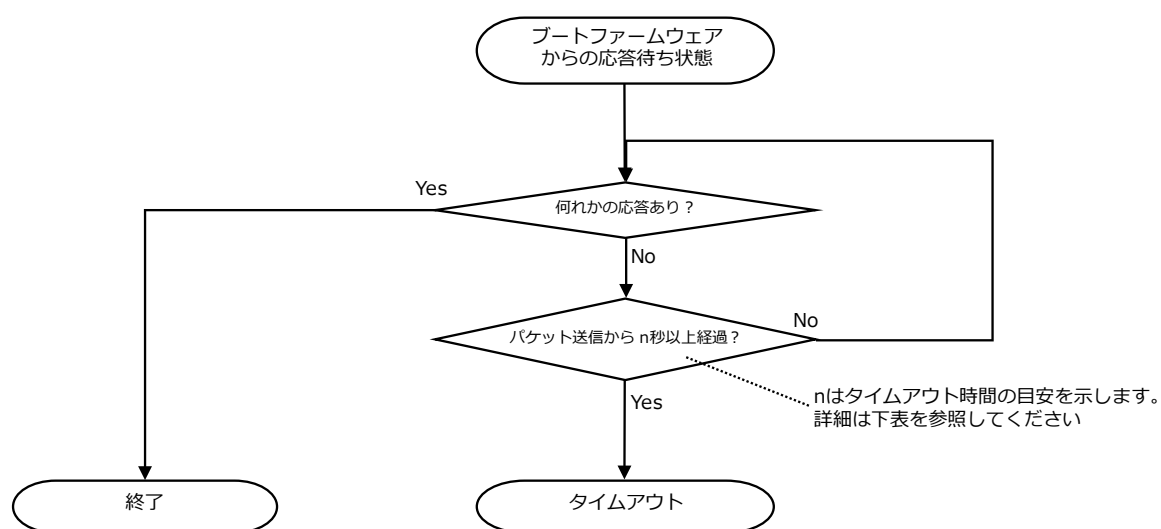 ブートファームウェア
からの応答待ち状態
Yes
何れかの応答あり？
No
パケット送信から n秒以上経過？
No
nはタイムアウト時間の目安を示します。
詳細は下表を参照してください
Yes
終了
タイムアウト